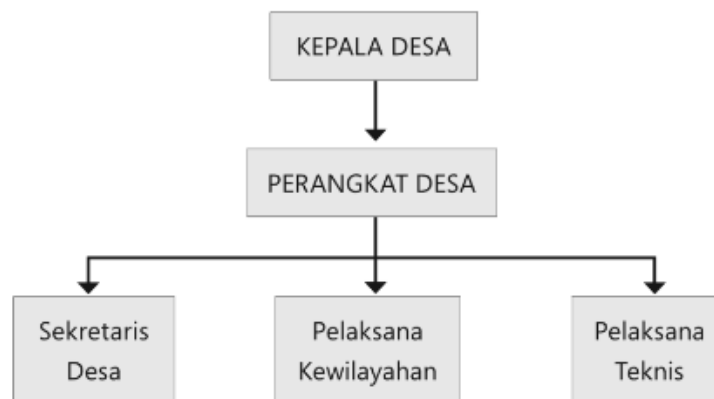 KEPALA DESA
PERANGKAT DESA
Sekretaris
Desa
Pelaksana
Kewilayahan
Pelaksana
Teknis